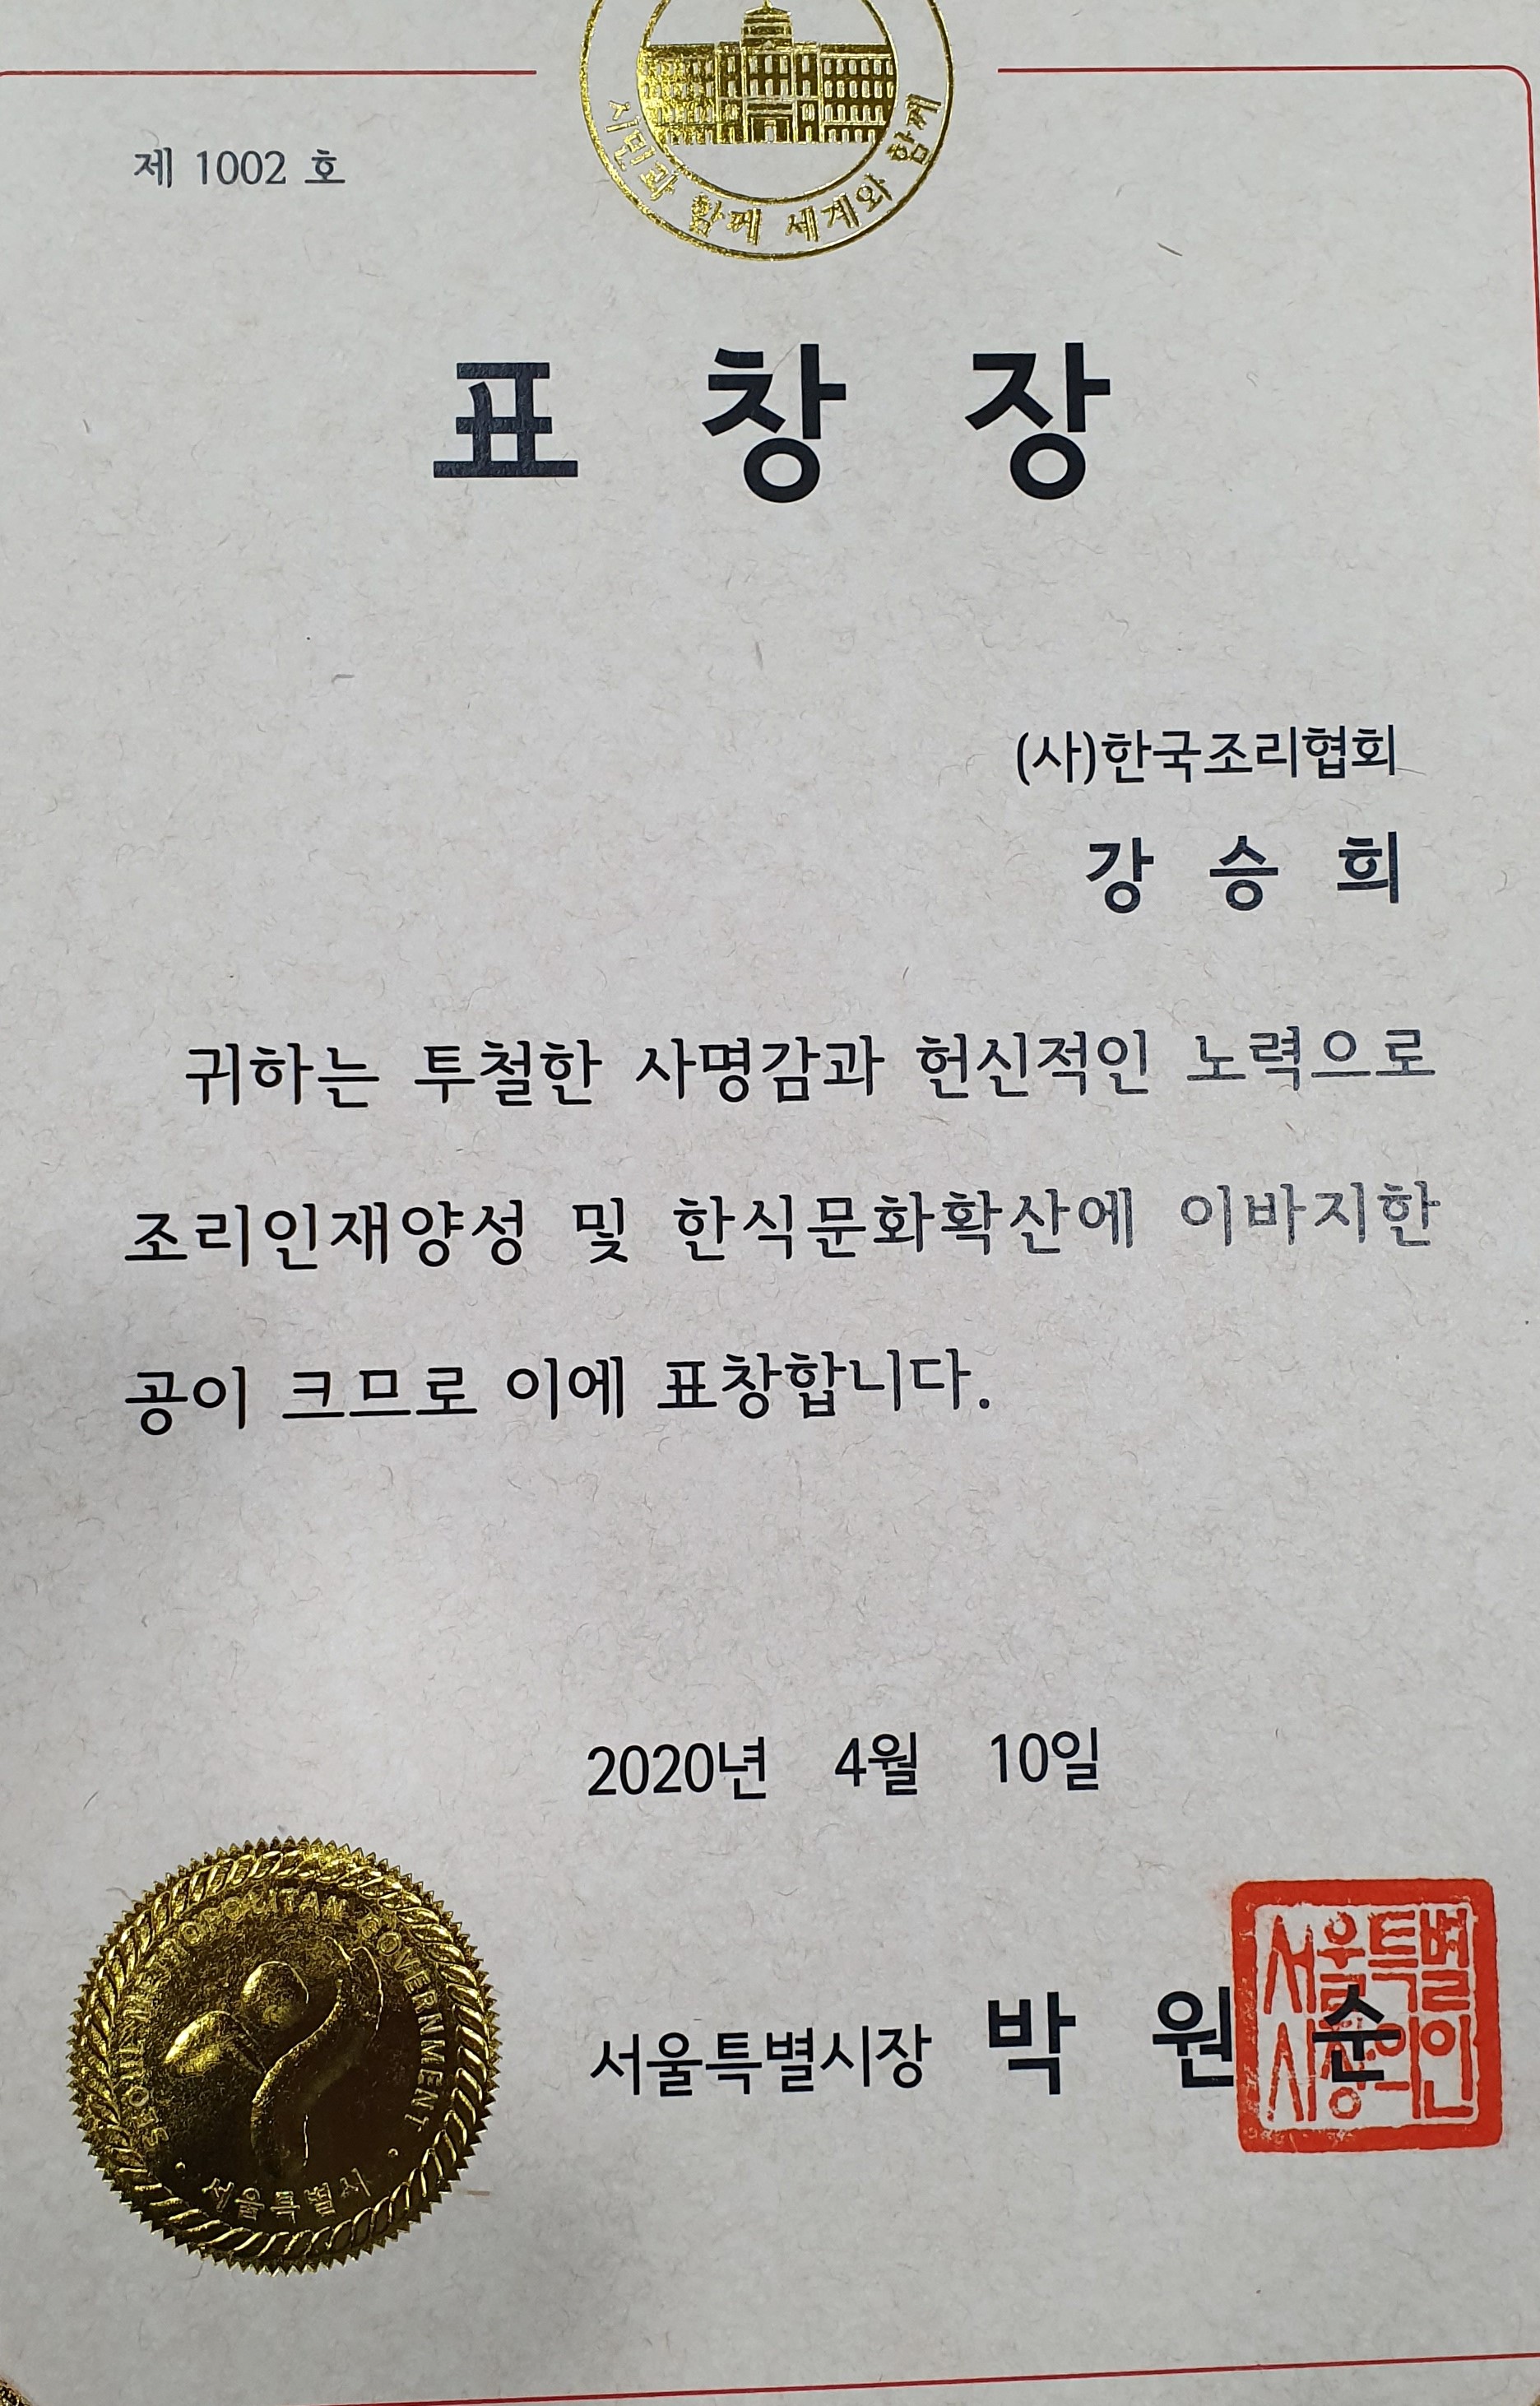 시민과 함께 세계와 함께
제 1002 호
표 창 장
(사)한국조리협회
강 승 희
귀하는 투철한 사명감과 헌신적인 노력으로
조리인재양성 및 한식문화확산에 이바지한
공이 크므로 이에 표창합니다.
2020년 4월 10일
서울특별시장 박 원 순
서울특별
시장의인
SEOUL METROPOLITAN GOVERNMENT
서울특별시